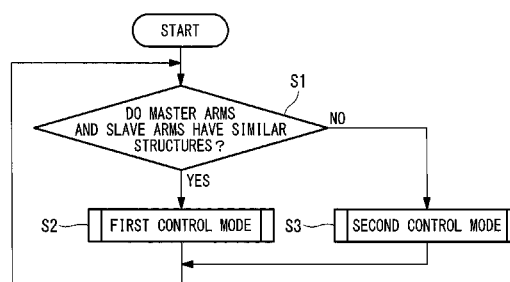 START
S1
DO MASTER ARMS
AND SLAVE ARMS HAVE SIMILAR
STRUCTURES?
NO
YES
S2
FIRST CONTROL MODE
S3
SECOND CONTROL MODE